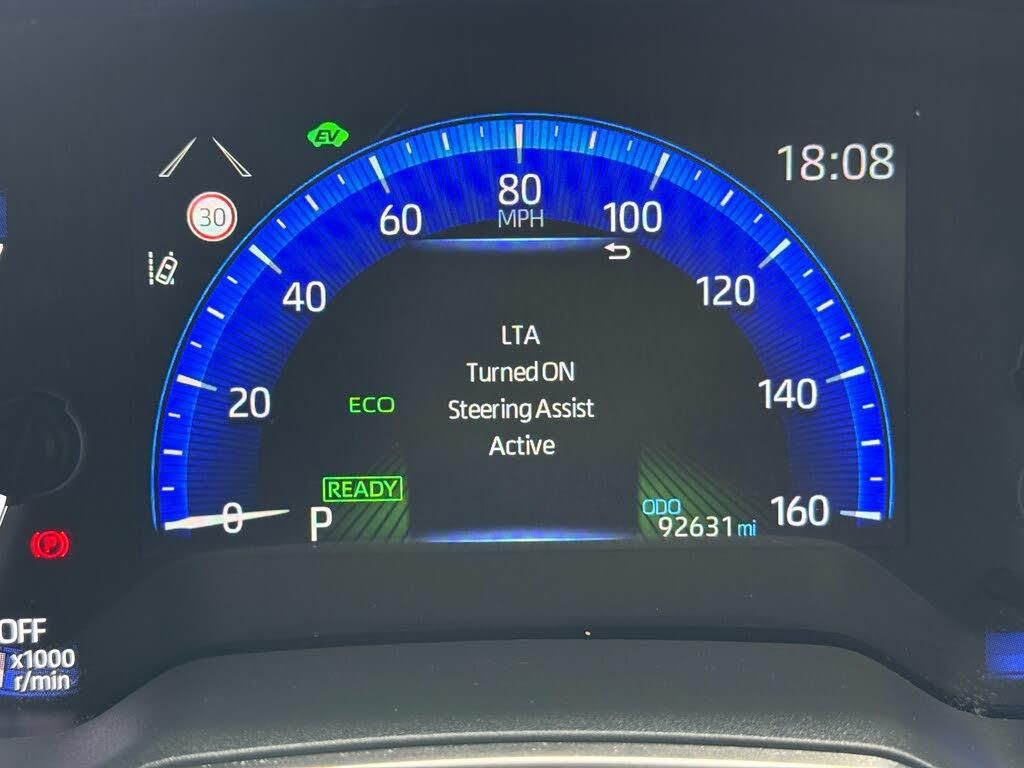 EV
18:08
30
80
MPH
60
100
40
120
LTA
Turned ON
Steering Assist
Active
20
ECO
140
READY
0
P
ODO
92631 mi
160
P
OFF
x1000
r/min